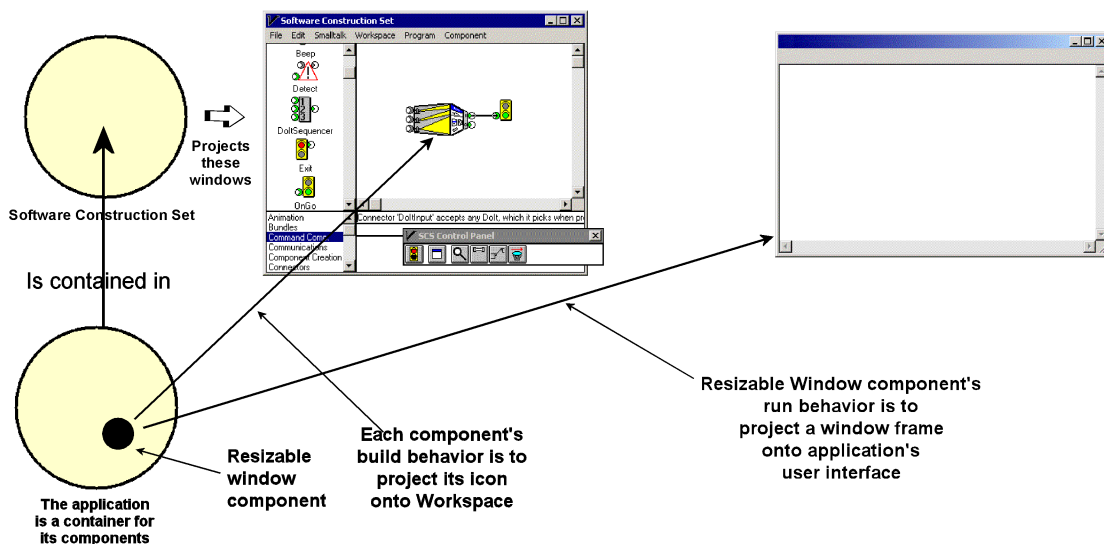 Software Construction Set
File Edit Smalltalk Workspace Program Component
Beep
Detect
1
2
3
DoItSequencer
Exit
OnGo
Projects
these
windows
Software Construction Set
Animation
Bundles
Command Comp
Communications
Component Creation
Connectors
Connector 'DoItInput' accepts any DoIt, which it picks when pr
SCS Control Panel
Is contained in
Resizable
window
component
Each component's
build behavior is to
project its icon
onto Workspace
Resizable Window component's
run behavior is to
project a window frame
onto application's
user interface
The application
is a container for
its components